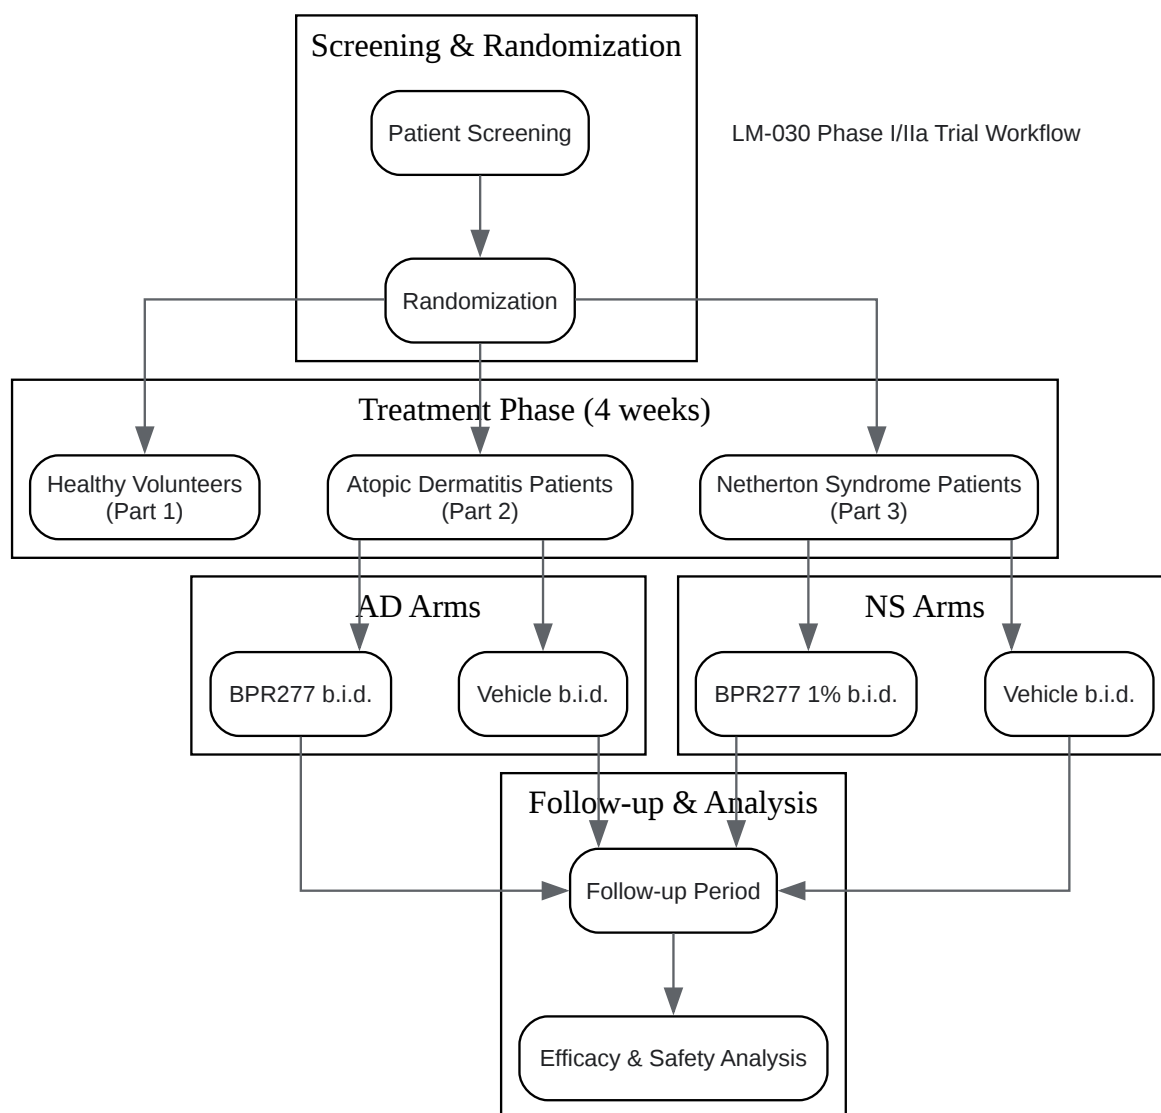 Screening & Randomization
Patient Screening
LM-030 Phase I/IIa Trial Workflow
Randomization
Treatment Phase (4 weeks)
Healthy Volunteers
(Part 1)
Atopic Dermatitis Patients
(Part 2)
Netherton Syndrome Patients
(Part 3)
AD Arms
NS Arms
BPR277 b.i.d.
Vehicle b.i.d.
BPR277 1% b.i.d.
Vehicle b.i.d.
Follow-up & Analysis
Follow-up Period
Efficacy & Safety Analysis